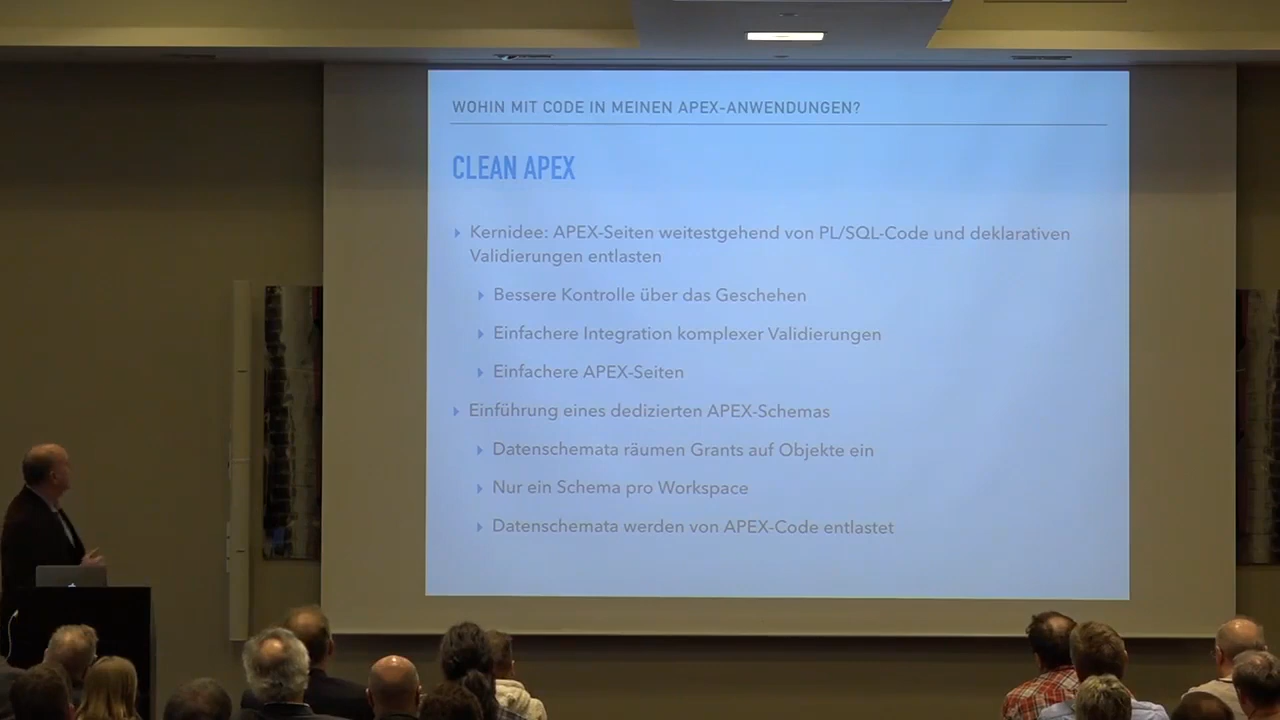 WOHIN MIT CODE IN MEINEN APEX-ANWENDUNGEN?
CLEAN APEX
Kernidee: APEX-Seiten weitestgehend von PL/SQL-Code und deklarativen
Validierungen entlasten
Bessere Kontrolle über das Geschehen
Einfachere Integration komplexer Validierungen
Einfachere APEX-Seiten
Einführung eines dedizierten APEX-Schemas
Datenschemata räumen Grants auf Objekte ein
Nur ein Schema pro Workspace
Datenschemata werden von APEX-Code entlastet